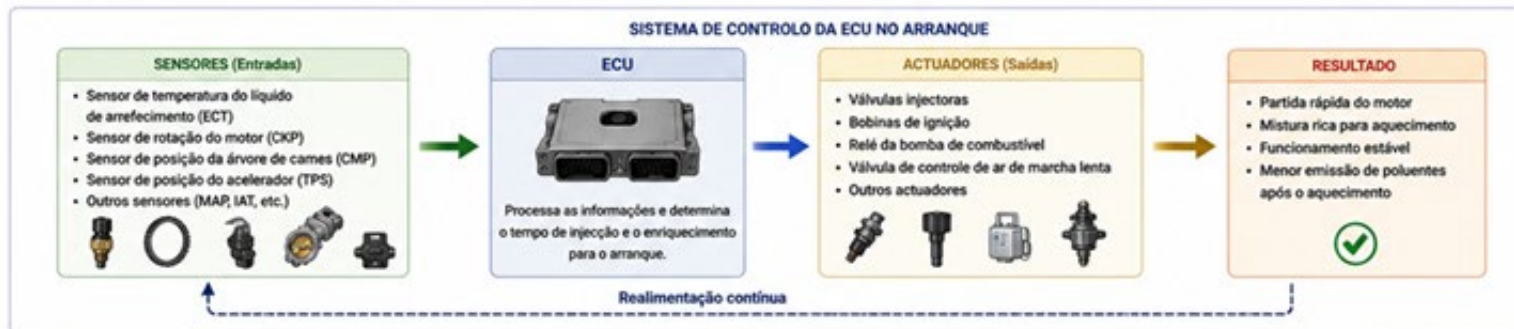 SISTEMA DE CONTROLO DA ECU NO ARRANQUE
SENSORES (Entradas)
• Sensor de temperatura do líquido
de arrefecimento (ECT)
• Sensor de rotação do motor (CKP)
• Sensor de posição da árvore de cames (CMP)
• Sensor de posição do acelerador (TPS)
• Outros sensores (MAP, IAT, etc.)
ECU
Processa as informações e determina
o tempo de injecção e o enriquecimento
para o arranque.
ACTUADORES (Saídas)
• Válvulas injectoras
• Bobinas de ignição
• Relé da bomba de combustível
• Válvula de controle de ar de marcha lenta
• Outros actuadores
RESULTADO
• Partida rápida do motor
• Mistura rica para aquecimento
• Funcionamento estável
• Menor emissão de poluentes
após o aquecimento
Realimentação contínua